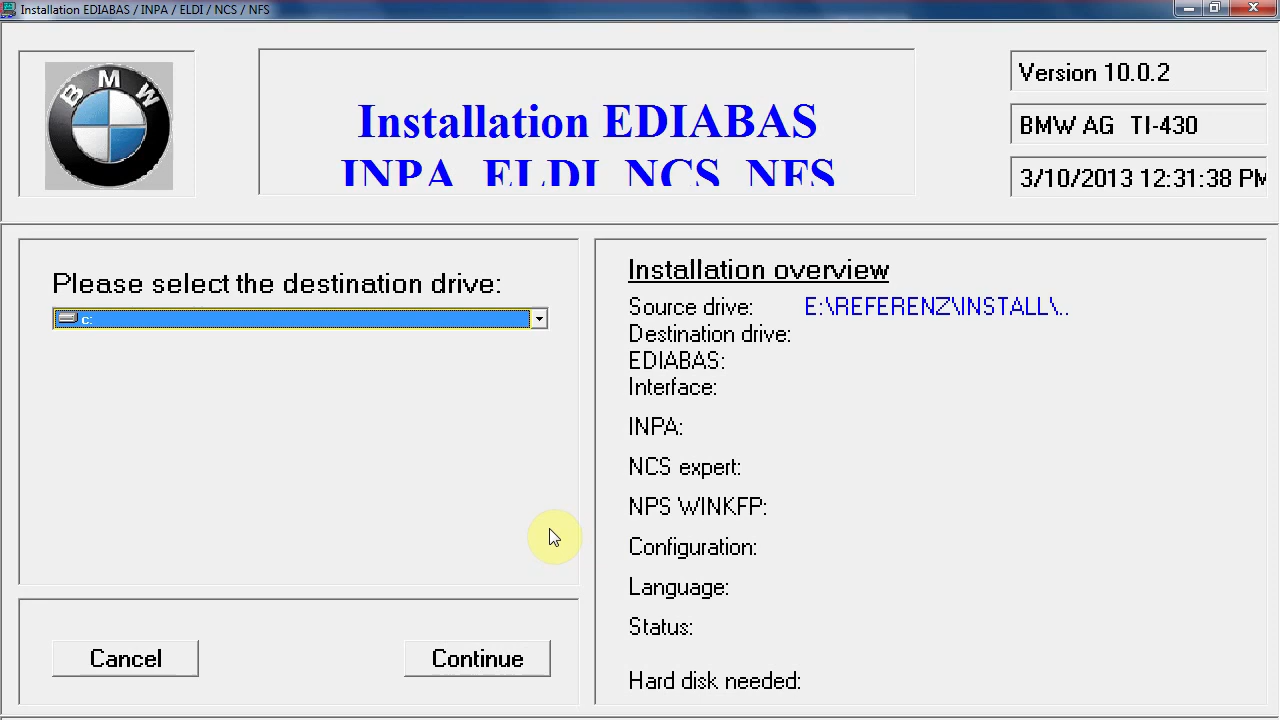 Installation EDIABAS / INPA / ELDI / NCS / NFS
BMW
Installation EDIABAS
INPA ELDI NCS NFS
Version 10.0.2
BMW AG TI-430
3/10/2013 12:31:38 PM
Please select the destination drive:
c:
Cancel
Continue
Installation overview
Source drive: E:\REFERENZ\INSTALL\..
Destination drive:
EDIABAS:
Interface:
INPA:
NCS expert:
NPS WINKFP:
Configuration:
Language:
Status:
Hard disk needed: